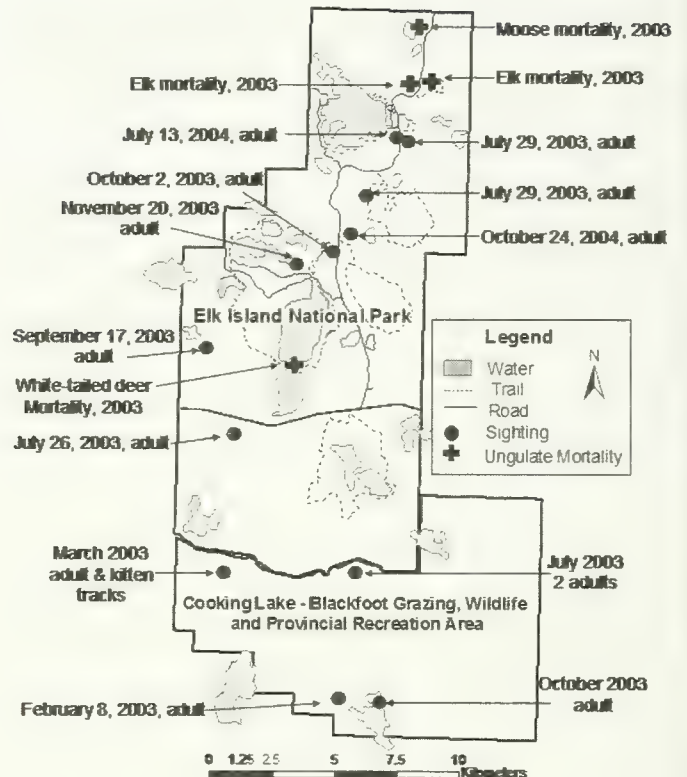 Moose mortality, 2003
Elk mortality, 2003
Elk mortality, 2003
July 13, 2004, adult
July 29, 2003, adult
October 2, 2003, adult
July 29, 2003, adult
November 20, 2003
adult
October 24, 2004, adult
Elk Island National Park
September 17, 2003
adult
White-tailed deer
Mortality, 2003
July 26, 2003, adult
Legend
N
Water
Trail
Road
Sighting
Ungulate Mortality
March 2003
adult & kitten
tracks
July 2003
2 adults
Cooking Lake - Blackfoot Grazing, Wildlife
and Provincial Recreation Area
February 8, 2003, adult
October 2003
adult
0 1.25 2.5 5 7.5 10
Kilometers